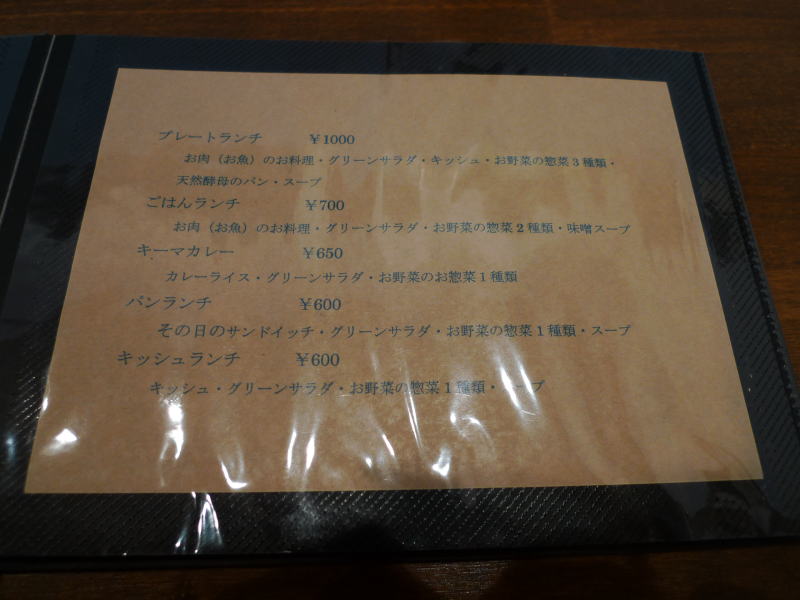 プレートランチ ￥1000
お肉（お魚）のお料理・グリーンサラダ・キッシュ・お野菜の惣菜３種類・
天然酵母のパン・スープ
ごはんランチ ￥700
お肉（お魚）のお料理・グリーンサラダ・お野菜の惣菜２種類・味噌スープ
キーマカレー ￥650
カレーライス・グリーンサラダ・お野菜のお惣菜１種類
パンランチ ￥600
その日のサンドイッチ・グリーンサラダ・お野菜の惣菜１種類・スープ
キッシュランチ ￥600
キッシュ・グリーンサラダ・お野菜の惣菜１種類・スープ